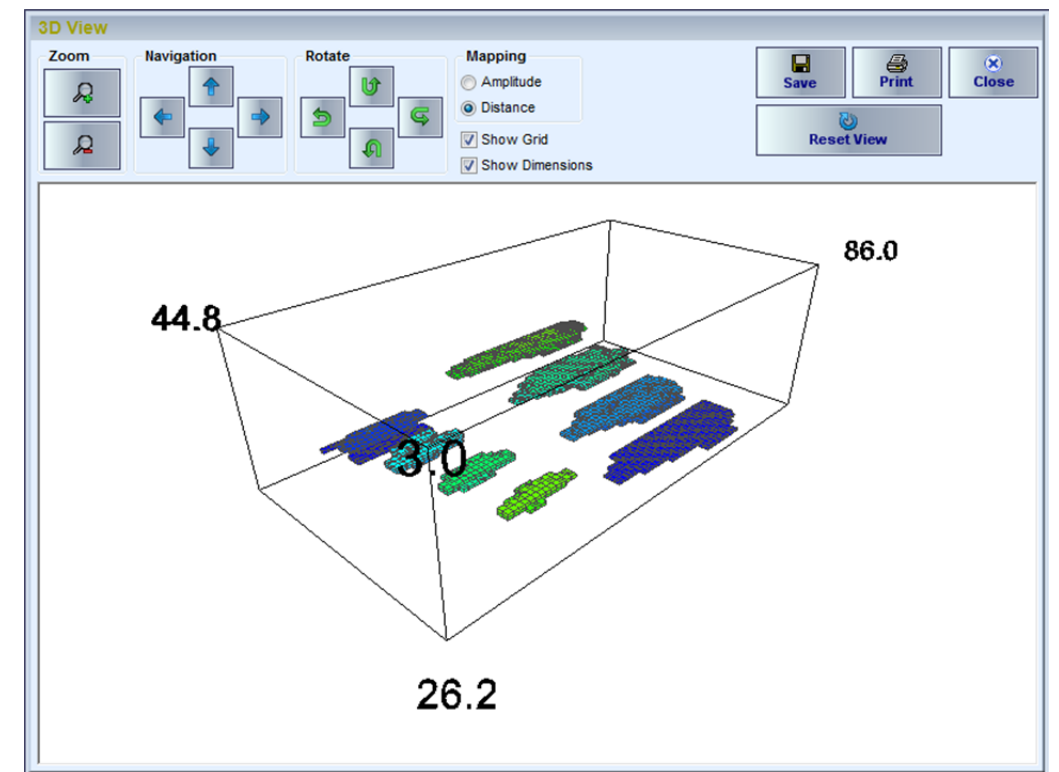 3D View
Zoom
Navigation
Rotate
Mapping
Amplitude
Distance
Show Grid
Show Dimensions
Save
Print
Close
Reset View
86.0
44.8
3.0
26.2